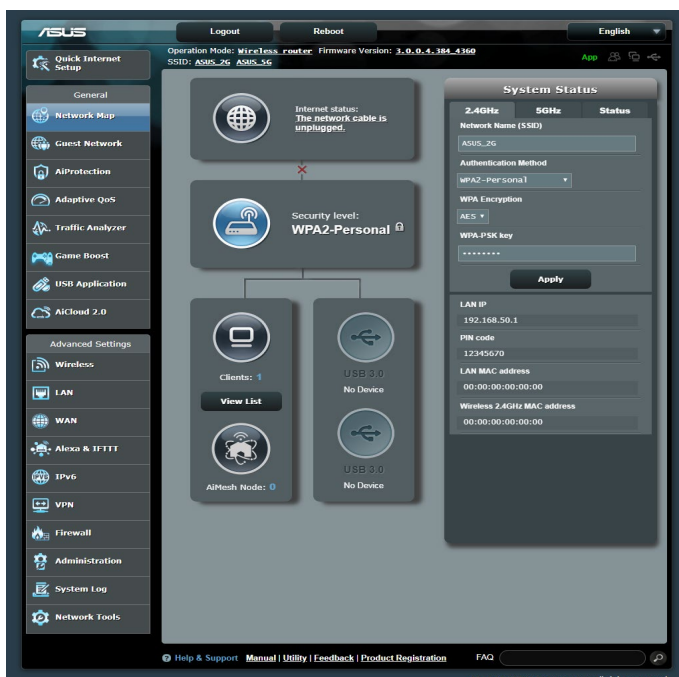 ASUS
Logout
Reboot
English
Quick Internet
Setup
Operation Mode: Wireless router Firmware Version: 3.0.0.4.384_4360
SSID: ASUS_2G ASUS_5G
App
General
Network Map
Guest Network
AiProtection
Adaptive QoS
Traffic Analyzer
Game Boost
USB Application
AiCloud 2.0
Advanced Settings
Wireless
LAN
WAN
Alexa & IFTTT
IPv6
VPN
Firewall
Administration
System Log
Network Tools
Internet status:
The network cable is
unplugged.
Security level:
WPA2-Personal
Clients: 1
View List
AiMesh Node: 0
USB 3.0
No Device
USB 3.0
No Device
System Status
2.4GHz 5GHz Status
Network Name (SSID)
ASUS_2G
Authentication Method
WPA2-Personal
WPA Encryption
AES
WPA-PSK key
········
Apply
LAN IP
192.168.50.1
PIN code
12345670
LAN MAC address
00:00:00:00:00:00
Wireless 2.4GHz MAC address
00:00:00:00:00:00
Help & Support Manual | Utility | Feedback | Product Registration FAQ